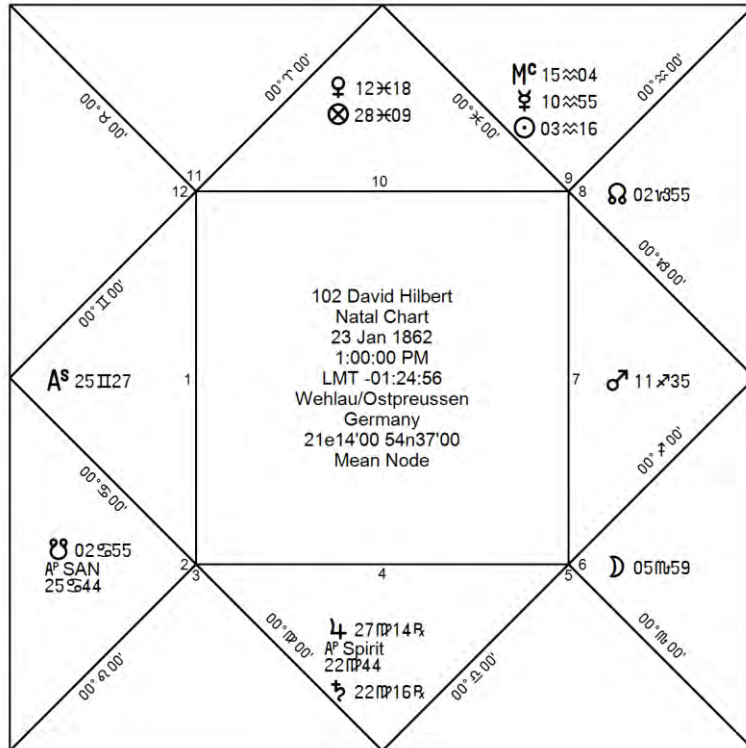 00° ♈ 00'
00° ♉ 00'
♀ 12♓18
⊗ 28♓09
00° ♓ 00'
Mc 15♒04
☿ 10♒55
☉ 03♒16
00° ♒ 00'
11
12
10
9
8
☊ 02♑55
00° ♑ 00'
00° ♊ 00'
As 25♊27
1
102 David Hilbert
Natal Chart
23 Jan 1862
1:00:00 PM
LMT -01:24:56
Wehlau/Ostpreussen
Germany
21e14'00 54n37'00
Mean Node
7
♂ 11♐35
00° ♐ 00'
00° ♋ 00'
☋ 02♋55
AP SAN
25♋44
2
3
4
6
5
☽ 05♏59
00° ♏ 00'
00° ♌ 00'
00° ♍ 00'
♃ 27♍14℞
AP Spirit
22♍44
♄ 22♍16℞
00° ♎ 00'